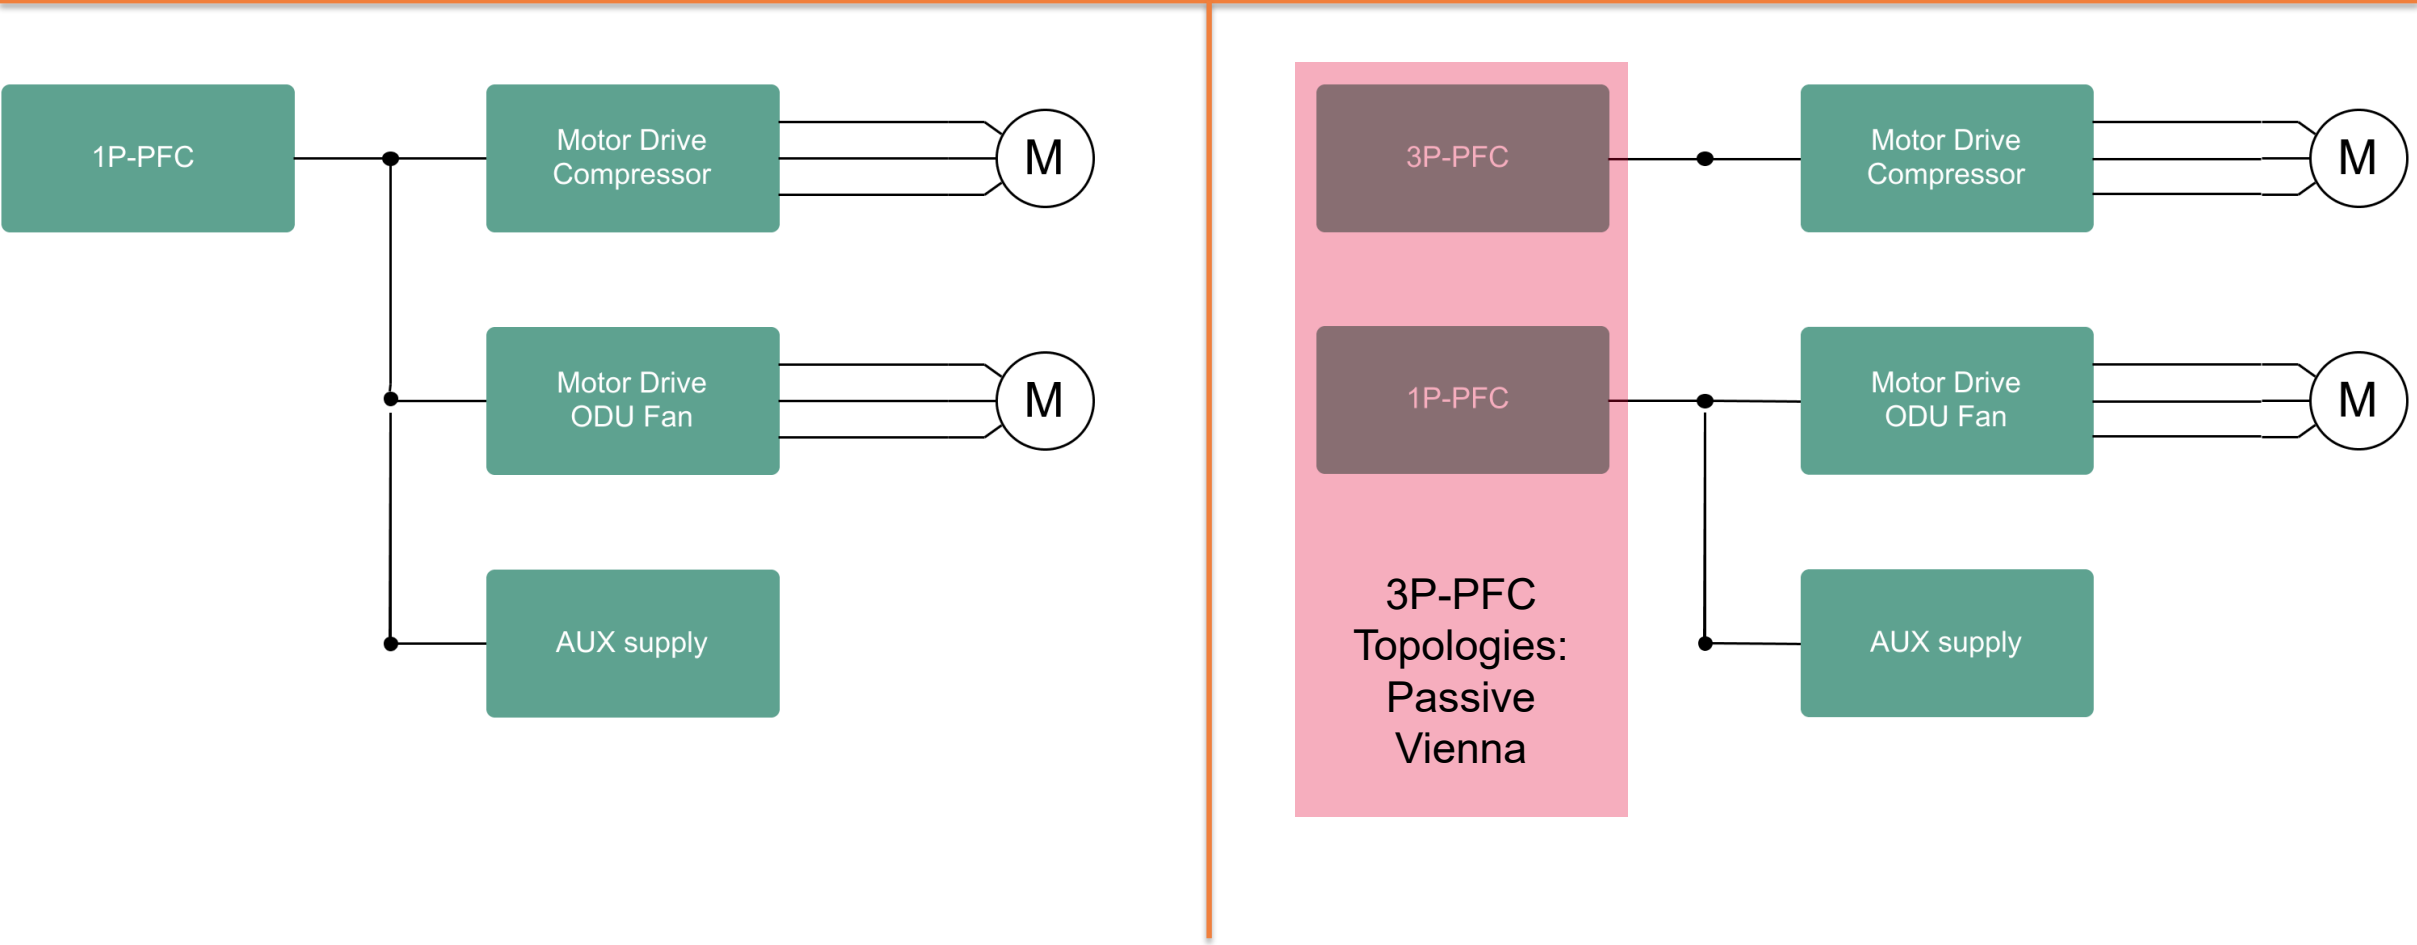 1P-PFC
Motor Drive
Compressor
M
Motor Drive
ODU Fan
M
AUX supply
3P-PFC
Motor Drive
Compressor
M
1P-PFC
Motor Drive
ODU Fan
M
3P-PFC
Topologies:
Passive
Vienna
AUX supply